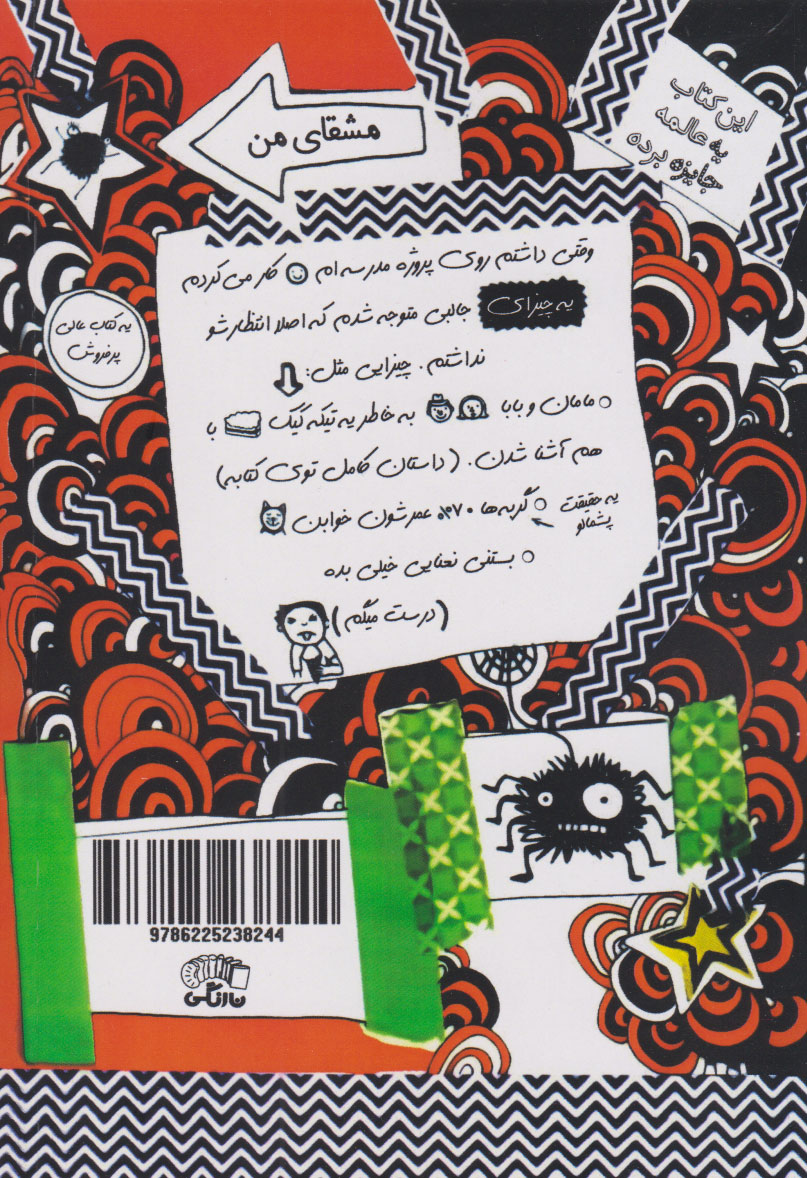 مشقای من
این کتاب
یه عالمه
جایزه برده
وقتی داشتم روی پروژه مدرسه ام کار می کردم
یه چیزای جالبی متوجه شدم که اصلا انتظارشو
نداشتم. چیزایی مثل:
مامان و بابا به خاطر یه تیکه کیک با
هم آشنا شدن. (داستان کامل توی کتابه)
گربه ها ۷۰% عمرشون خوابن
یه حقیقت
پشمالو
بستنی نعنایی خیلی بده
(درست میگم)
یه کتاب عالی
پرفروش
9786225238244
نارنگی